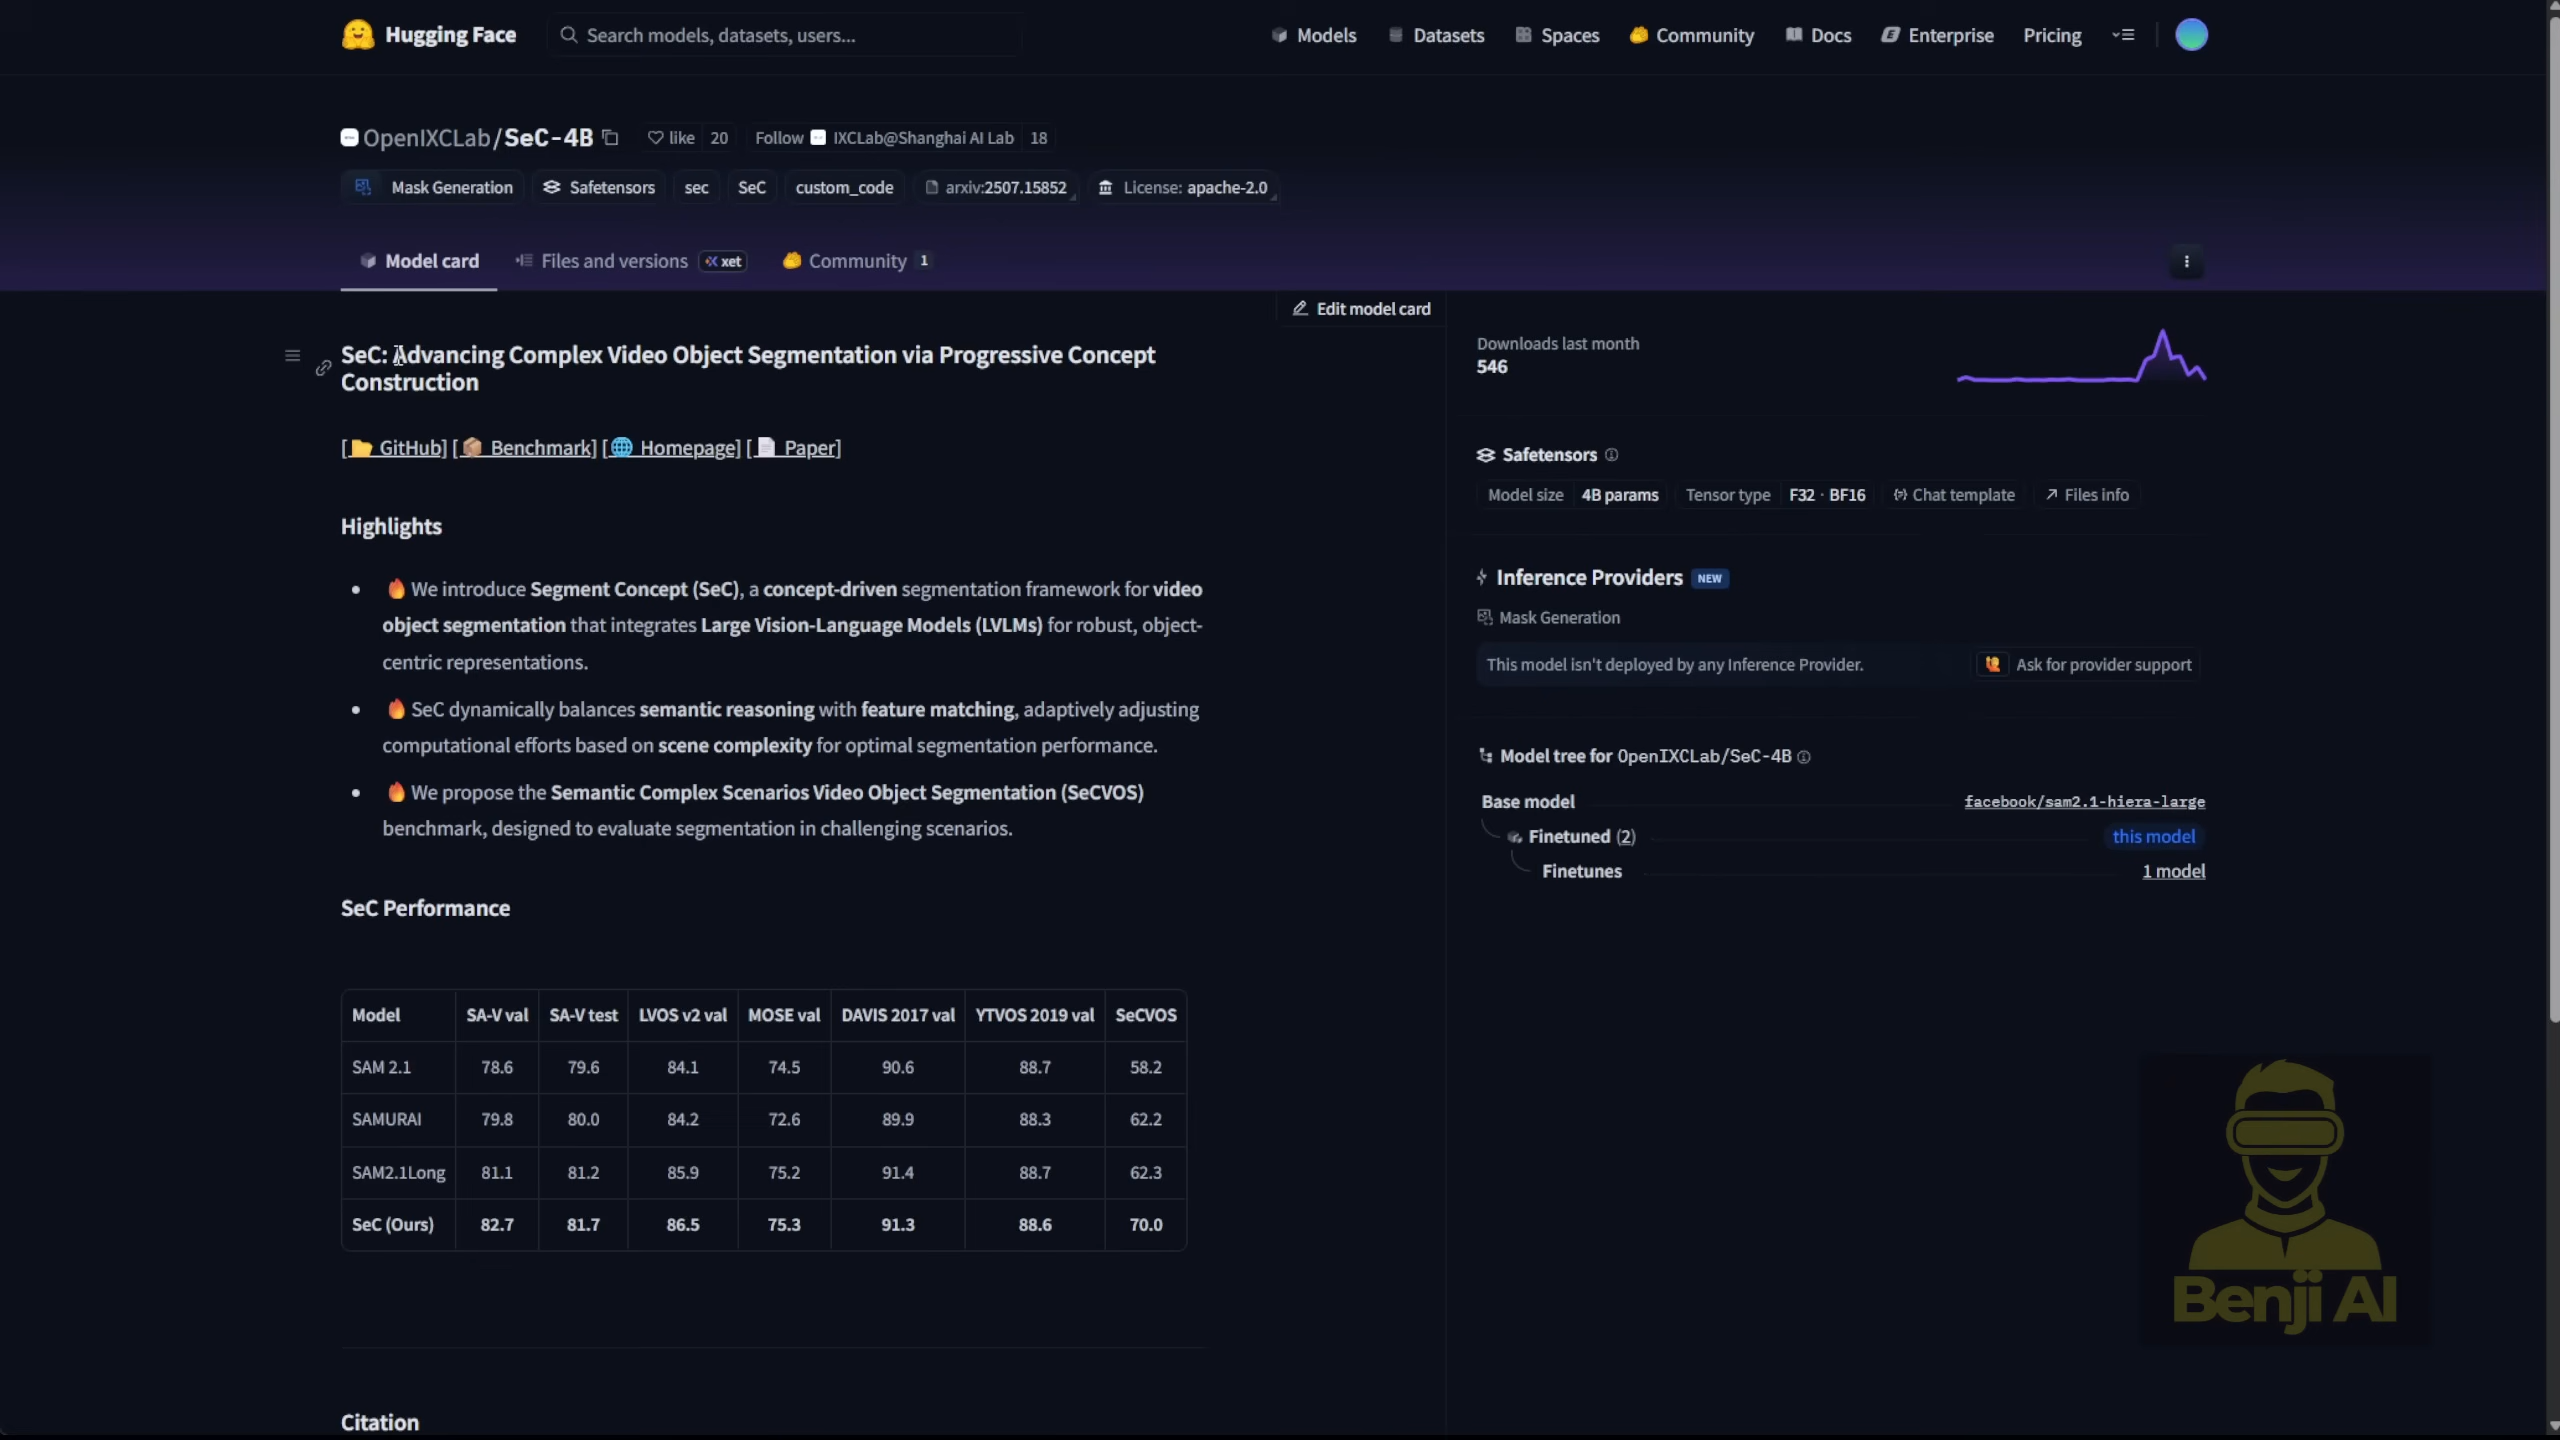 Hugging Face
Search models, datasets, users...
Models
Datasets
Spaces
Community
Docs
Enterprise
Pricing
OpenIXCLab/SeC-4B
like 20
Follow IXCLab@Shanghai AI Lab 18
Mask Generation
Safetensors
sec
SeC
custom_code
arxiv:2507.15852
License: apache-2.0
Model card
Files and versions
xet
Community 1
Edit model card
SeC: Advancing Complex Video Object Segmentation via Progressive Concept
Construction
[📂 GitHub] [📦 Benchmark] [🌐 Homepage] [📄 Paper]
Highlights
• 🔥 We introduce Segment Concept (SeC), a concept-driven segmentation framework for video
object segmentation that integrates Large Vision-Language Models (LVLMs) for robust, object-
centric representations.
• 🔥 SeC dynamically balances semantic reasoning with feature matching, adaptively adjusting
computational efforts based on scene complexity for optimal segmentation performance.
• 🔥 We propose the Semantic Complex Scenarios Video Object Segmentation (SeCVOS)
benchmark, designed to evaluate segmentation in challenging scenarios.
SeC Performance
Model SA-V val SA-V test LVOS v2 val MOSE val DAVIS 2017 val YTVOS 2019 val SeCVOS
SAM 2.1 78.6 79.6 84.1 74.5 90.6 88.7 58.2
SAMURAI 79.8 80.0 84.2 72.6 89.9 88.3 62.2
SAM2.1Long 81.1 81.2 85.9 75.2 91.4 88.7 62.3
SeC (Ours) 82.7 81.7 86.5 75.3 91.3 88.6 70.0
Citation
Downloads last month
546
Safetensors
Model size 4B params
Tensor type F32 · BF16
Chat template
Files info
Inference Providers NEW
Mask Generation
This model isn't deployed by any Inference Provider.
Ask for provider support
Model tree for OpenIXCLab/SeC-4B
Base model facebook/sam2.1-hiera-large
Finetuned (2) this model
Finetunes 1 model
Benji AI